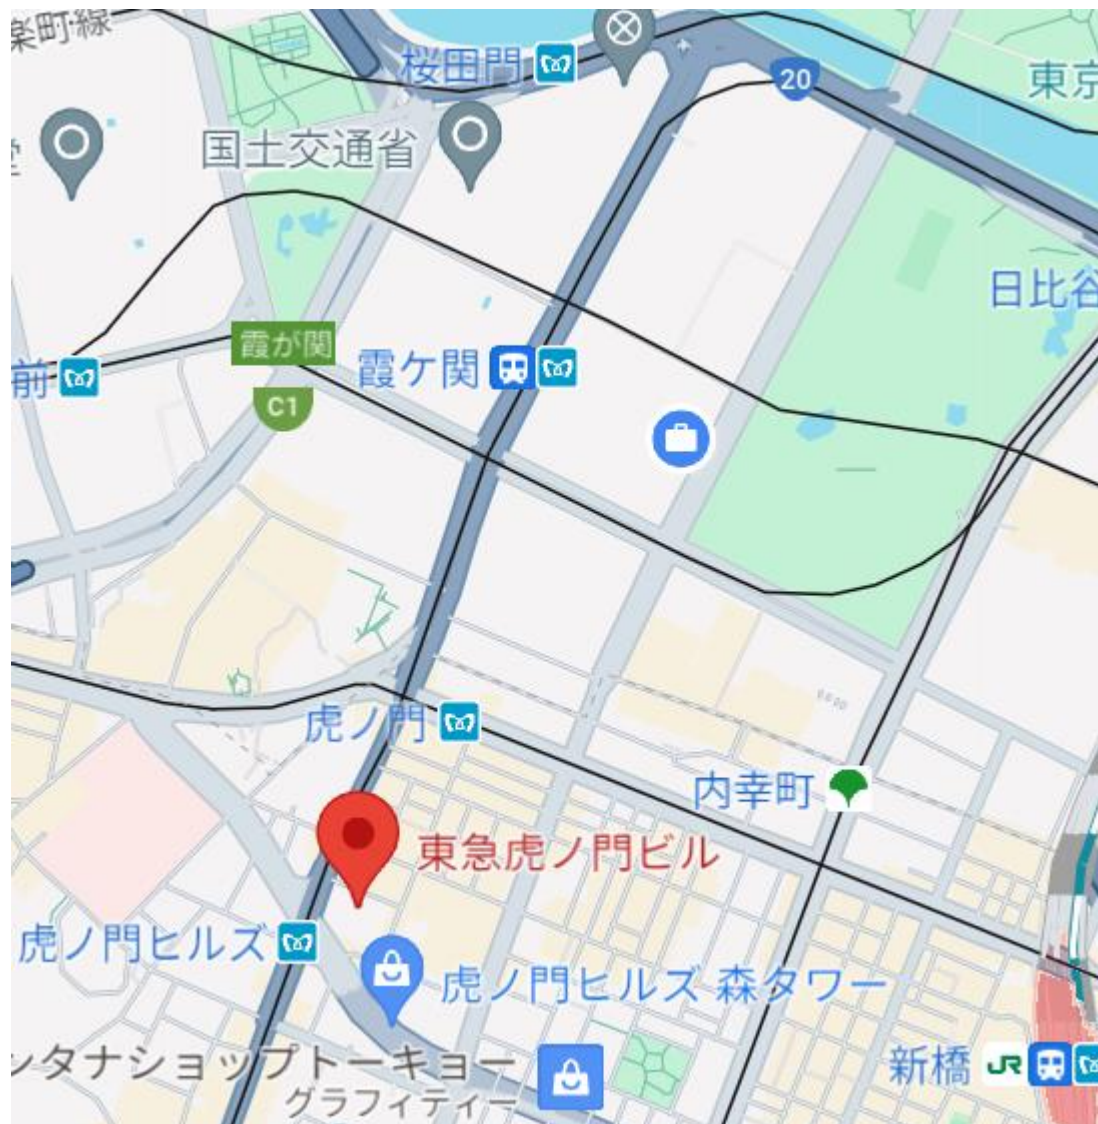 楽町線
桜田門
20
東京
国土交通省
日比谷
霞が関
前
霞ケ関
C1
虎ノ門
内幸町
東急虎ノ門ビル
虎ノ門ヒルズ
虎ノ門ヒルズ 森タワー
ンタナショップトーキョー
グラフィティー
新橋
JR